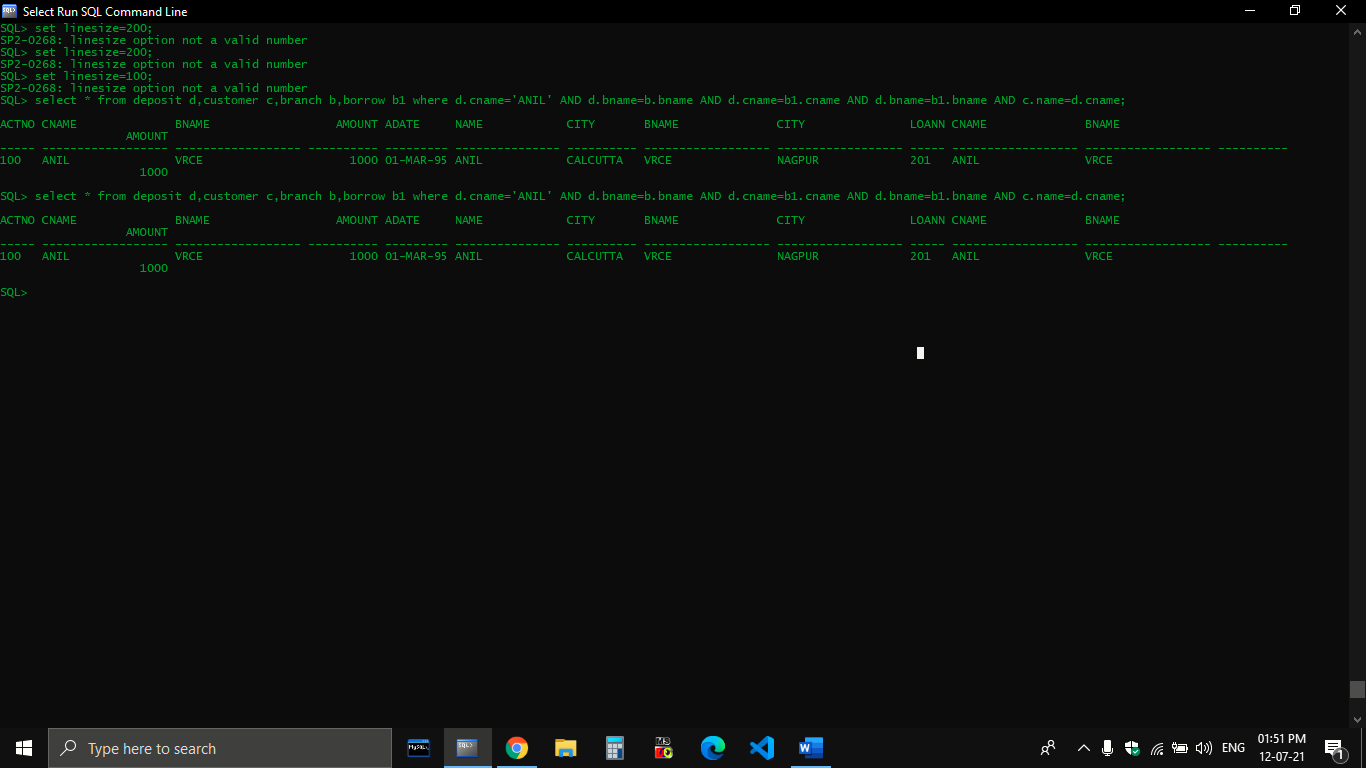 Select Run SQL Command Line
SQL> set linesize=200;
SP2-0268: linesize option not a valid number
SQL> set linesize=200;
SP2-0268: linesize option not a valid number
SQL> set linesize=100;
SP2-0268: linesize option not a valid number
SQL> select * from deposit d,customer c,branch b,borrow b1 where d.cname='ANIL' AND d.bname=b.bname AND d.cname=b1.cname AND d.bname=b1.bname AND c.name=d.cname;
ACTNO CNAME              BNAME                  AMOUNT ADATE     NAME            CITY       BNAME              CITY               LOANN CNAME              BNAME
                  AMOUNT
----- ------------------ ------------------ ---------- --------- --------------- ---------- ------------------ ------------------ ----- ------------------ ------------------ ----------
100   ANIL               VRCE                     1000 01-MAR-95 ANIL            CALCUTTA   VRCE               NAGPUR             201   ANIL               VRCE
                    1000
SQL> select * from deposit d,customer c,branch b,borrow b1 where d.cname='ANIL' AND d.bname=b.bname AND d.cname=b1.cname AND d.bname=b1.bname AND c.name=d.cname;
ACTNO CNAME              BNAME                  AMOUNT ADATE     NAME            CITY       BNAME              CITY               LOANN CNAME              BNAME
                  AMOUNT
----- ------------------ ------------------ ---------- --------- --------------- ---------- ------------------ ------------------ ----- ------------------ ------------------ ----------
100   ANIL               VRCE                     1000 01-MAR-95 ANIL            CALCUTTA   VRCE               NAGPUR             201   ANIL               VRCE
                    1000
SQL>
Type here to search
ENG
01:51 PM
12-07-21
1